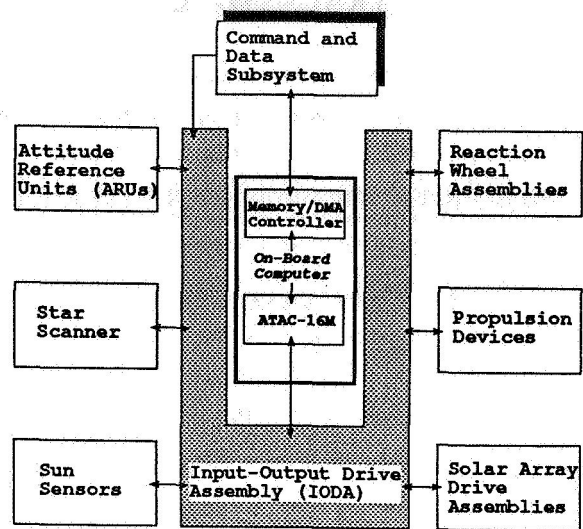 Command and
Data
Subsystem
Attitude
Reference
Units (ARUs)
Reaction
Wheel
Assemblies
Memory/DMA
Controller
On-Board
Computer
ATAC-16M
Star
Scanner
Propulsion
Devices
Sun
Sensors
Input-Output Drive
Assembly (IODA)
Solar Array
Drive
Assemblies